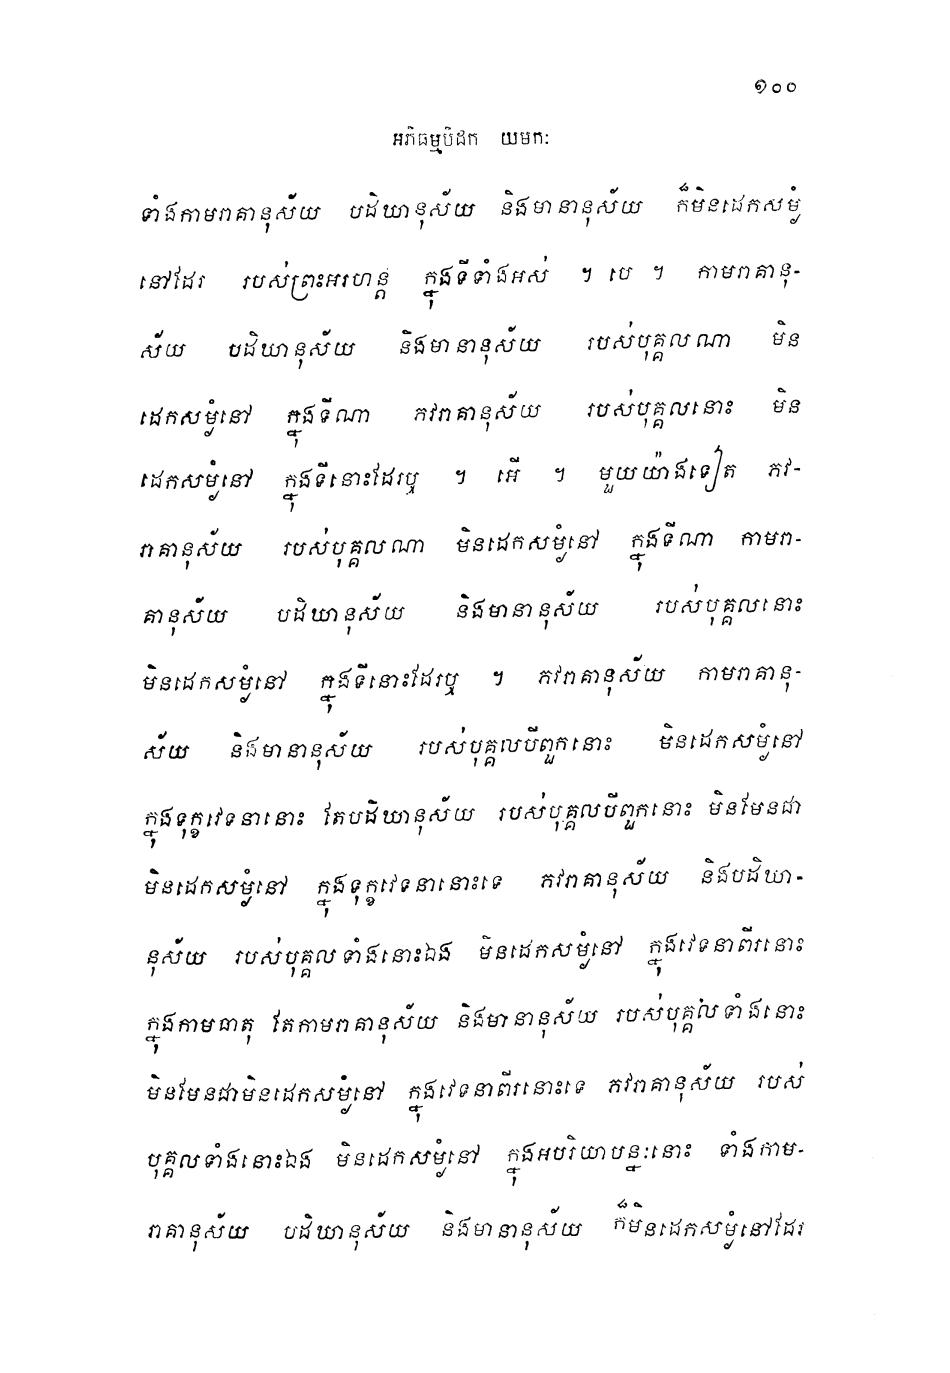 ១០០
អភិធម្មបិដក យមកៈ
ទាំងកាមរាគានុស័យ បដិឃានុស័យ និងមានានុស័យ ក៏មិនដេកសម្ងំ
នៅដែរ របស់ព្រះអរហន្ត ក្នុងទីទាំងអស់ ។ បេ ។ កាមរាគានុ-
ស័យ បដិឃានុស័យ និងមានានុស័យ របស់បុគ្គលណា មិន
ដេកសម្ងំនៅ ក្នុងទីណា ភវរាគានុស័យ របស់បុគ្គលនោះ មិន
ដេកសម្ងំនៅ ក្នុងទីនោះដែរឬ ។ អើ ។ មួយយ៉ាងទៀត ភវ-
រាគានុស័យ របស់បុគ្គលណា មិនដេកសម្ងំនៅ ក្នុងទីណា កាមរា-
គានុស័យ បដិឃានុស័យ និងមានានុស័យ របស់បុគ្គលនោះ
មិនដេកសម្ងំនៅ ក្នុងទីនោះដែរឬ ។ ភវរាគានុស័យ កាមរាគានុ-
ស័យ និងមានានុស័យ របស់បុគ្គលបីពួកនោះ មិនដេកសម្ងំនៅ
ក្នុងទុក្ខវេទនានោះ តែបដិឃានុស័យ របស់បុគ្គលបីពួកនោះ មិនមែនជា
មិនដេកសម្ងំនៅ ក្នុងទុក្ខវេទនានោះទេ ភវរាគានុស័យ និងបដិឃា-
នុស័យ របស់បុគ្គលទាំងនោះឯង មិនដេកសម្ងំនៅ ក្នុងវេទនាពីរនោះ
ក្នុងកាមធាតុ តែកាមរាគានុស័យ និងមានានុស័យ របស់បុគ្គលទាំងនោះ
មិនមែនជាមិនដេកសម្ងំនៅ ក្នុងវេទនាពីរនោះទេ ភវរាគានុស័យ របស់
បុគ្គលទាំងនោះឯង មិនដេកសម្ងំនៅ ក្នុងអបរិយាបន្នៈនោះ ទាំងកាម-
រាគានុស័យ បដិឃានុស័យ និងមានានុស័យ ក៏មិនដេកសម្ងំនៅដែរ